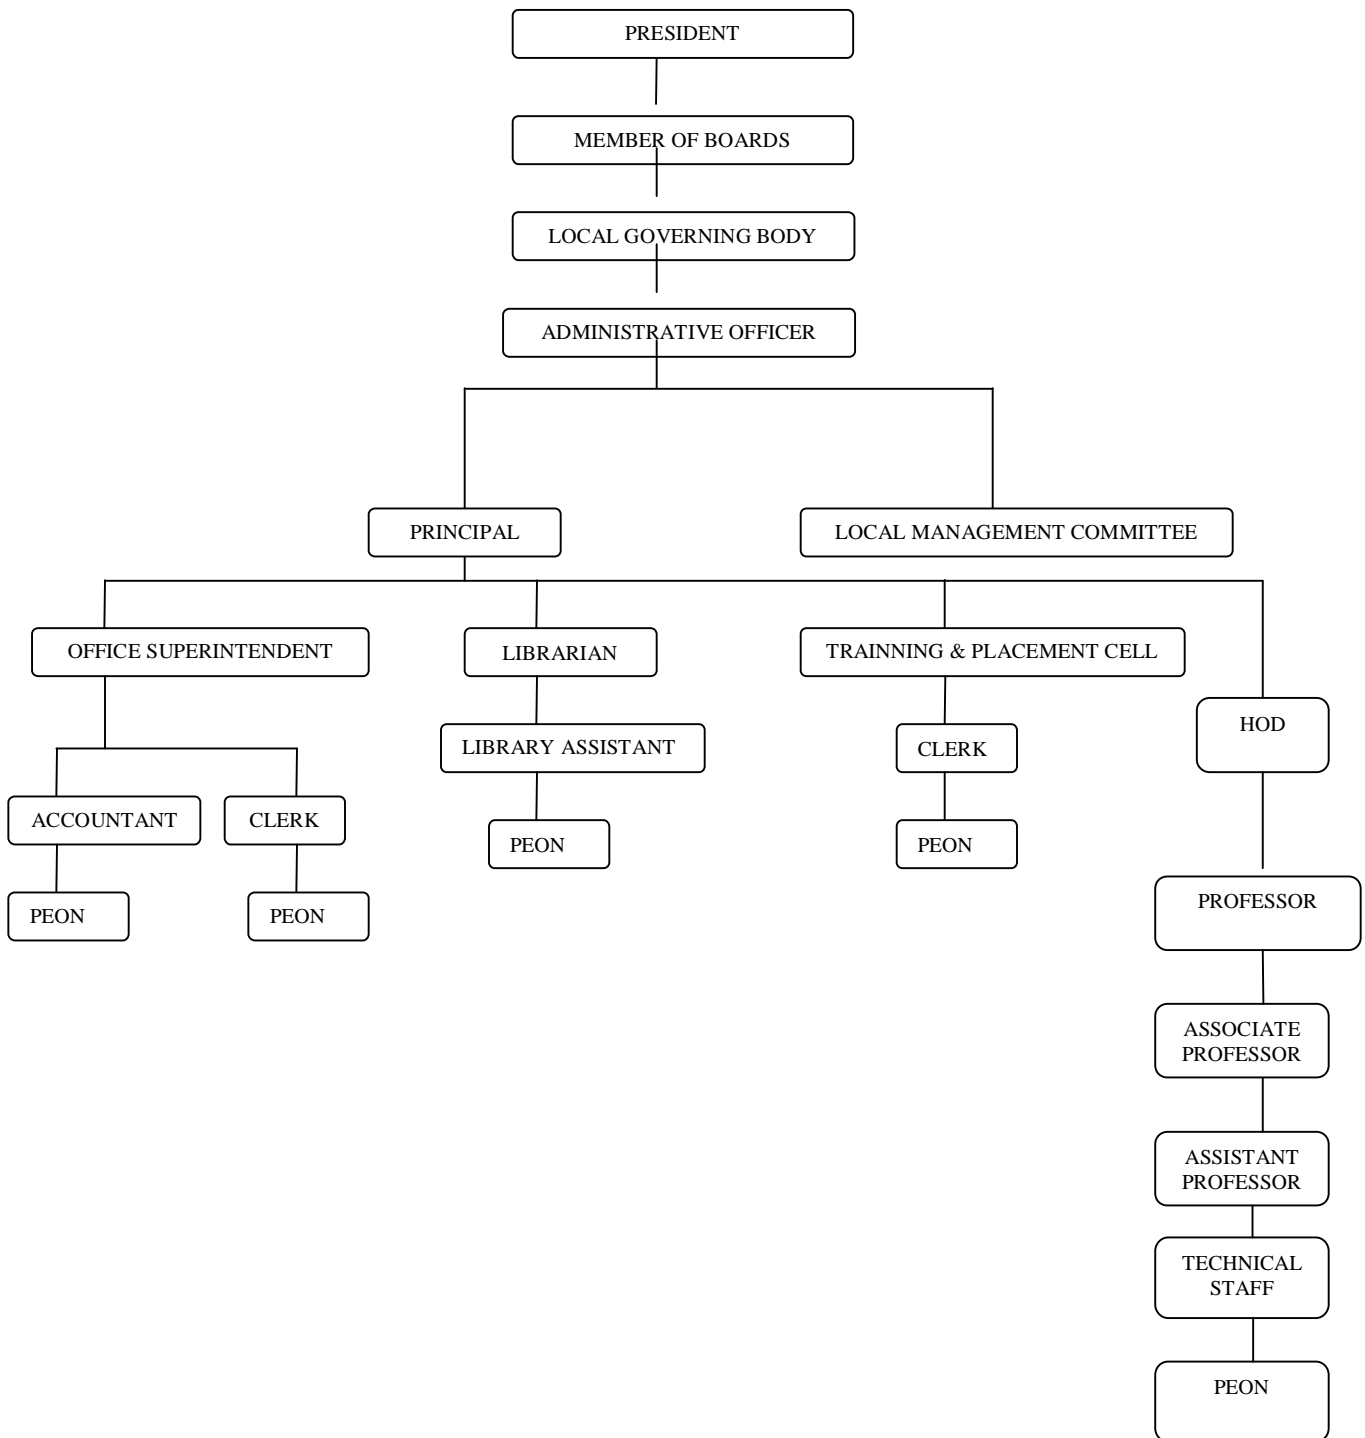 PRESIDENT
MEMBER OF BOARDS
LOCAL GOVERNING BODY
ADMINISTRATIVE OFFICER
PRINCIPAL
LOCAL MANAGEMENT COMMITTEE
OFFICE SUPERINTENDENT
LIBRARIAN
TRAINNING & PLACEMENT CELL
HOD
LIBRARY ASSISTANT
CLERK
ACCOUNTANT
CLERK
PEON
PEON
PEON
PEON
PROFESSOR
ASSOCIATE
PROFESSOR
ASSISTANT
PROFESSOR
TECHNICAL
STAFF
PEON